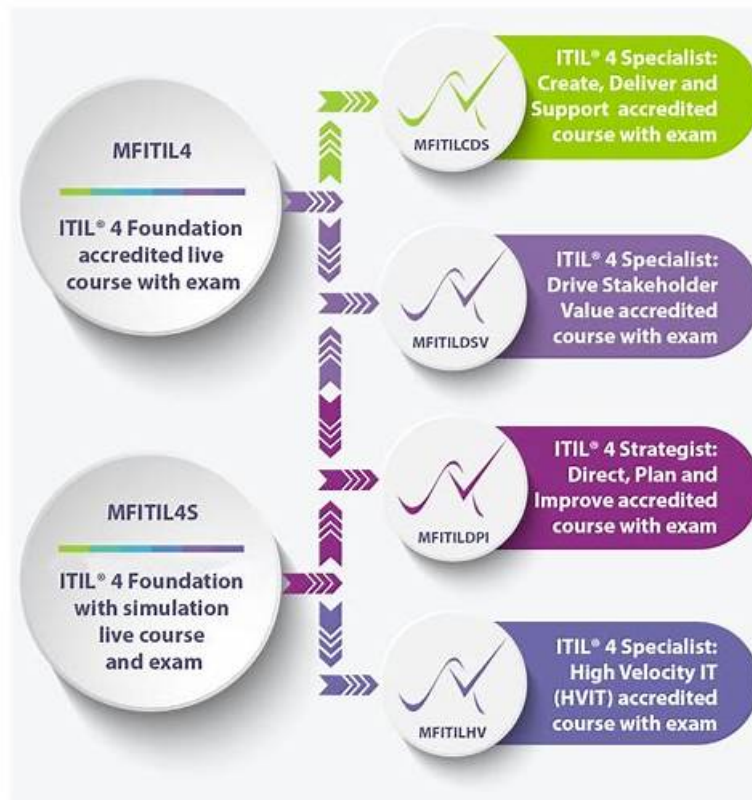 MFITIL4
ITIL® 4 Foundation
accredited live
course with exam
MFITIL4S
ITIL® 4 Foundation
with simulation
live course
and exam
MFITILCDS
ITIL® 4 Specialist:
Create, Deliver and
Support accredited
course with exam
MFITILDSV
ITIL® 4 Specialist:
Drive Stakeholder
Value accredited
course with exam
MFITILDPI
ITIL® 4 Strategist:
Direct, Plan and
Improve accredited
course with exam
MFITILHV
ITIL® 4 Specialist:
High Velocity IT
(HVIT) accredited
course with exam